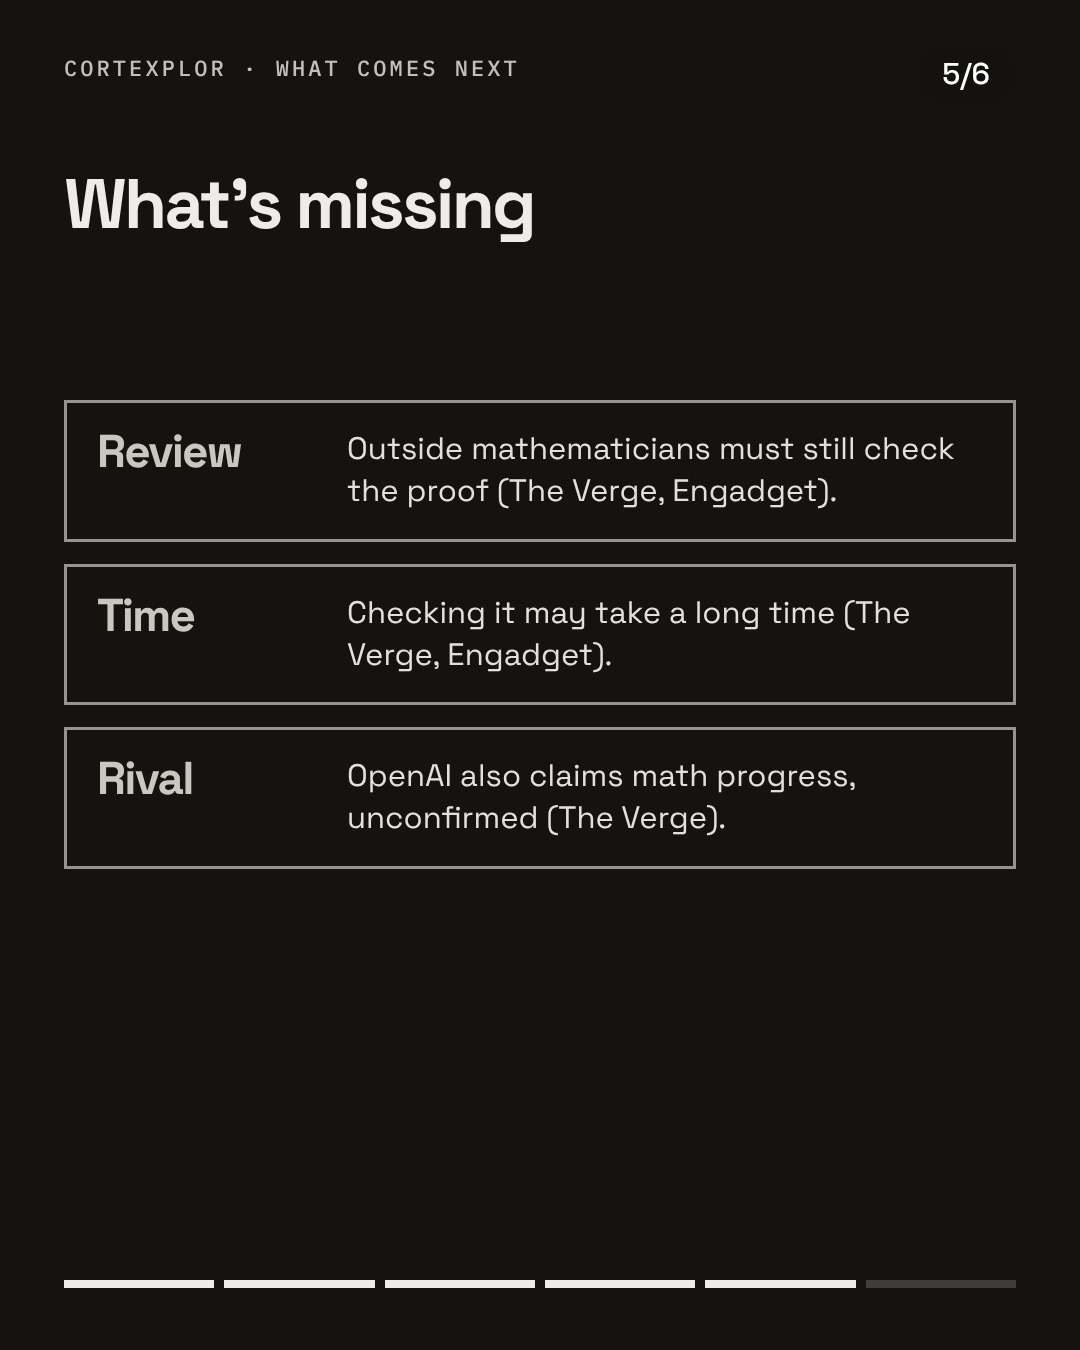 CORTEXPLOR · WHAT COMES NEXT
5/6
What’s missing
Review
Outside mathematicians must still check
the proof (The Verge, Engadget).
Time
Checking it may take a long time (The
Verge, Engadget).
Rival
OpenAI also claims math progress,
unconfirmed (The Verge).